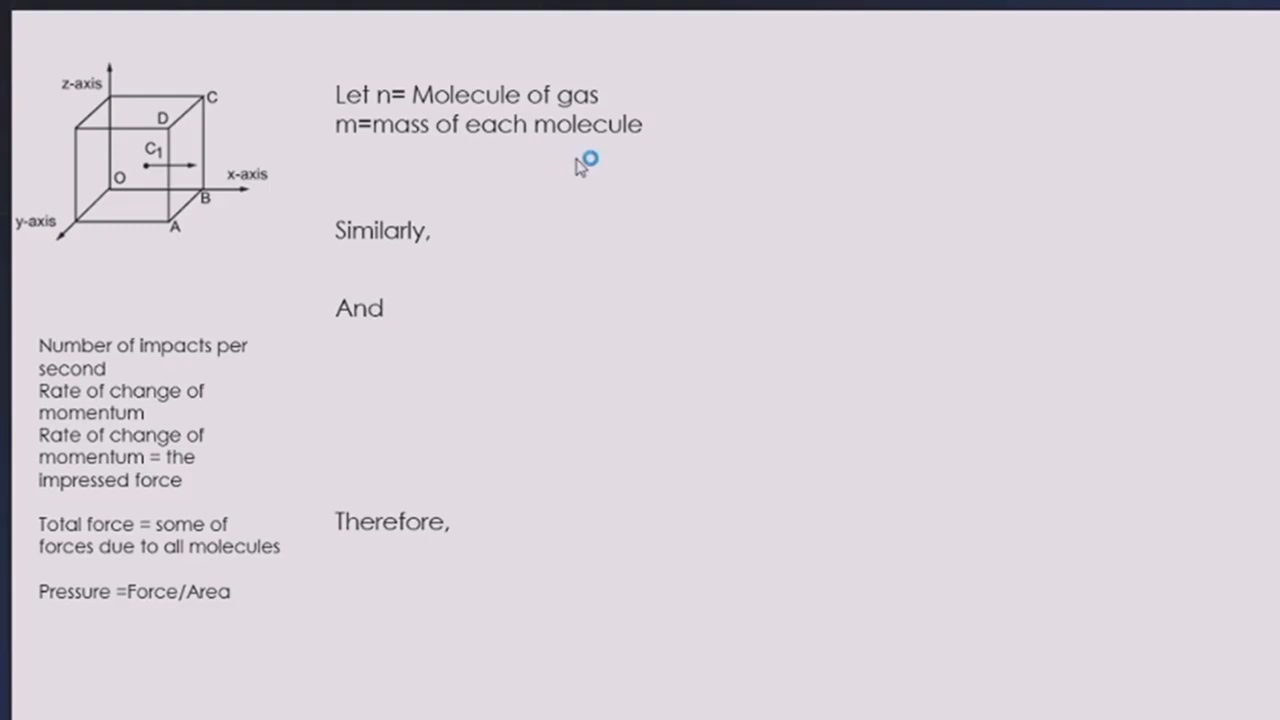 z-axis
C
D
C1
O
x-axis
B
y-axis
A
Let n= Molecule of gas
m=mass of each molecule
Similarly,
And
Number of impacts per
second
Rate of change of
momentum
Rate of change of
momentum = the
impressed force
Total force = some of
forces due to all molecules
Pressure =Force/Area
Therefore,